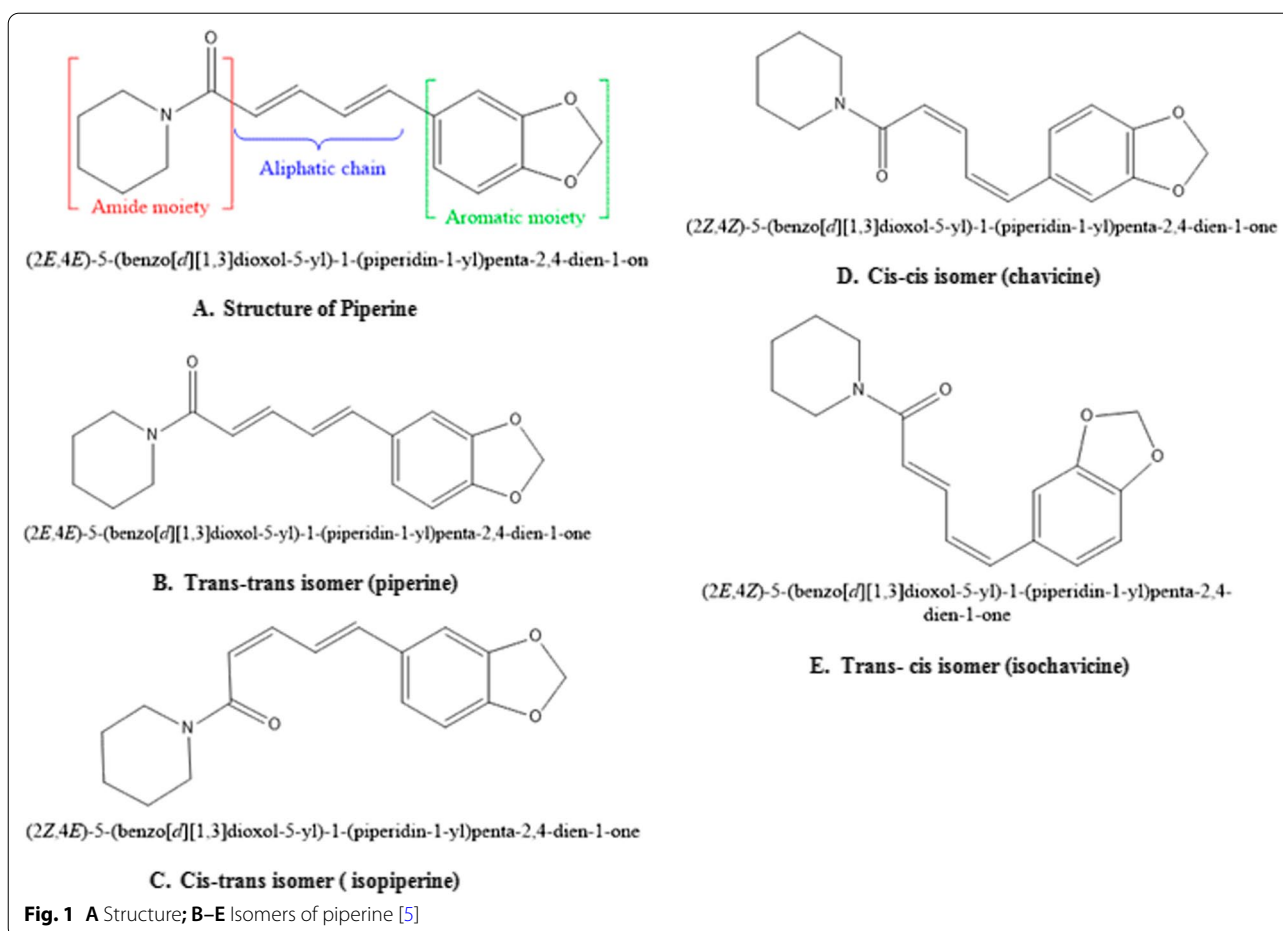 O
N
O
O
Aliphatic chain
Amide moiety
Aromatic moiety
(2E,4E)-5-(benzo[d][1,3]dioxol-5-yl)-1-(piperidin-1-yl)penta-2,4-dien-1-on
A. Structure of Piperine
O
N
O
O
(2E,4E)-5-(benzo[d][1,3]dioxol-5-yl)-1-(piperidin-1-yl)penta-2,4-dien-1-one
B. Trans-trans isomer (piperine)
O
O
N
O
(2Z,4E)-5-(benzo[d][1,3]dioxol-5-yl)-1-(piperidin-1-yl)penta-2,4-dien-1-one
C. Cis-trans isomer ( isopiperine)
N
O
O
O
(2Z,4Z)-5-(benzo[d][1,3]dioxol-5-yl)-1-(piperidin-1-yl)penta-2,4-dien-1-one
D. Cis-cis isomer (chavicine)
N
O
O
O
(2E,4Z)-5-(benzo[d][1,3]dioxol-5-yl)-1-(piperidin-1-yl)penta-2,4-
dien-1-one
E. Trans- cis isomer (isochavicine)
Fig. 1 A Structure; B–E Isomers of piperine [5]